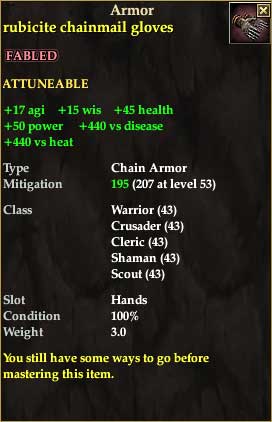 Armor
rubicite chainmail gloves
FABLED
ATTUNEABLE
+17 agi +15 wis +45 health
+50 power +440 vs disease
+440 vs heat
Type Chain Armor
Mitigation 195 (207 at level 53)
Class Warrior (43)
Crusader (43)
Cleric (43)
Shaman (43)
Scout (43)
Slot Hands
Condition 100%
Weight 3.0
You still have some ways to go before
mastering this item.